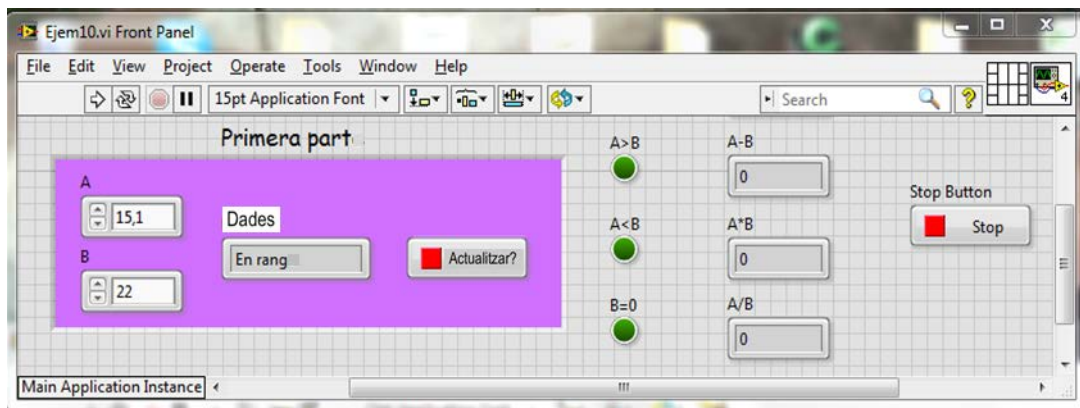 Ejem10.vi Front Panel
File Edit View Project Operate Tools Window Help
15pt Application Font
Search
4
Primera part
A
15,1
B
22
Dades
En rang
Actualitzar?
A>B
A<B
B=0
A-B
0
A*B
0
A/B
0
Stop Button
Stop
Main Application Instance